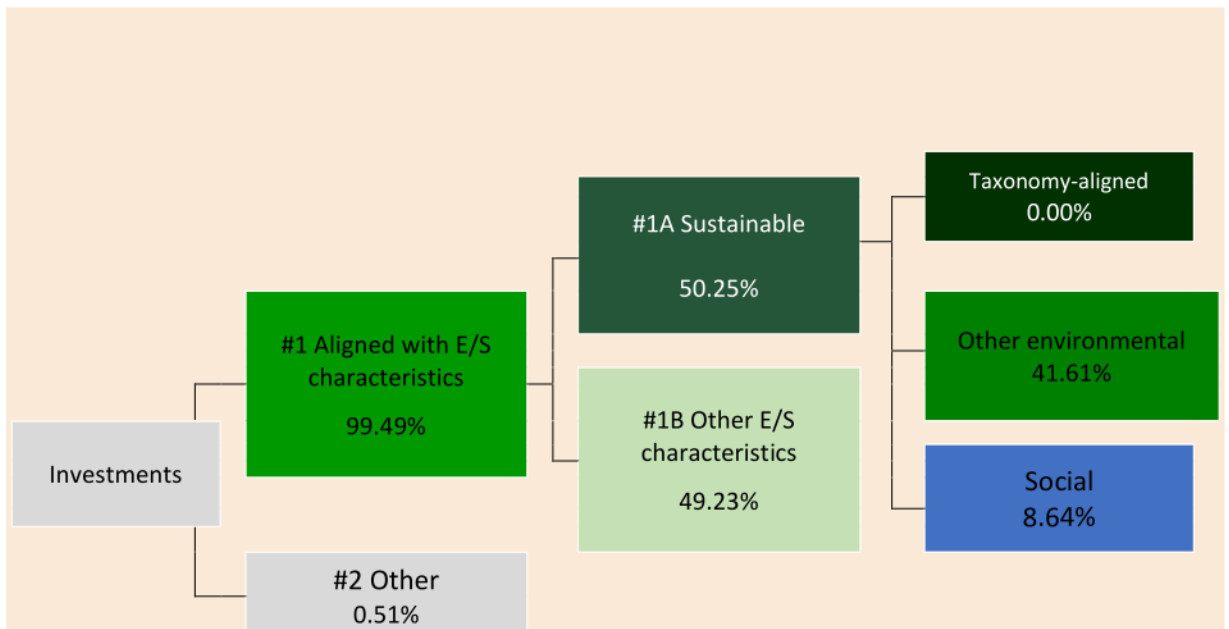 Investments
#1 Aligned with E/S
characteristics
99.49%
#2 Other
0.51%
#1A Sustainable
50.25%
#1B Other E/S
characteristics
49.23%
Taxonomy-aligned
0.00%
Other environmental
41.61%
Social
8.64%